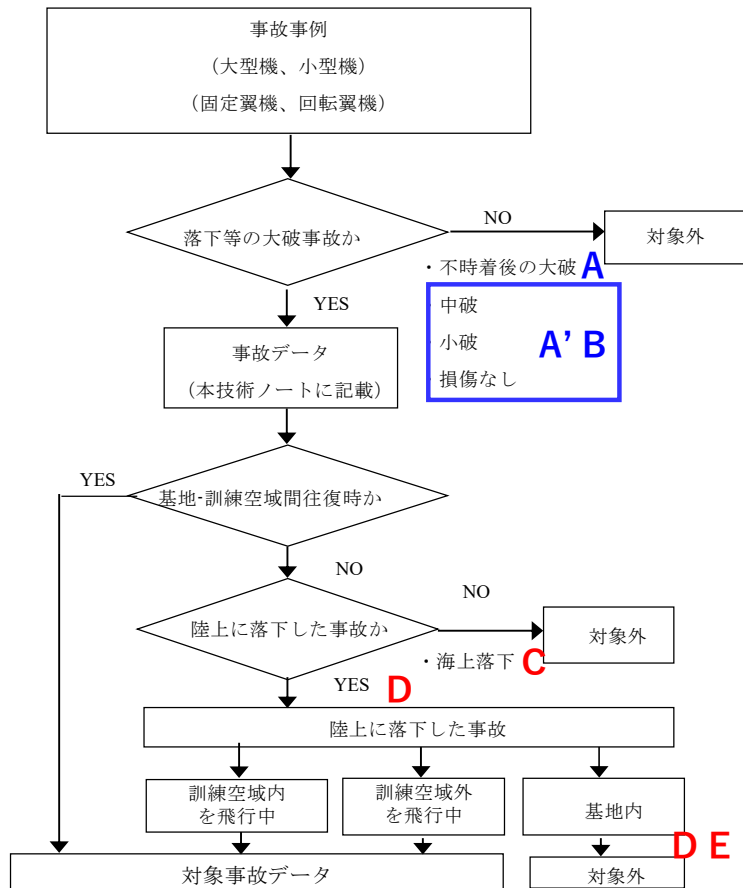 事故事例
（大型機、小型機）
（固定翼機、回転翼機）
落下等の大破事故か
NO
対象外
・不時着後の大破 A
・中破
・小破
・損傷なし
A’ B
YES
事故データ
（本技術ノートに記載）
YES
基地-訓練空域間往復時か
NO
陸上に落下した事故か
NO
対象外
・海上落下 C
YES D
陸上に落下した事故
訓練空域内
を飛行中
訓練空域外
を飛行中
基地内
D E
対象事故データ
対象外